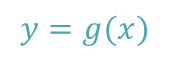 y = g(x)